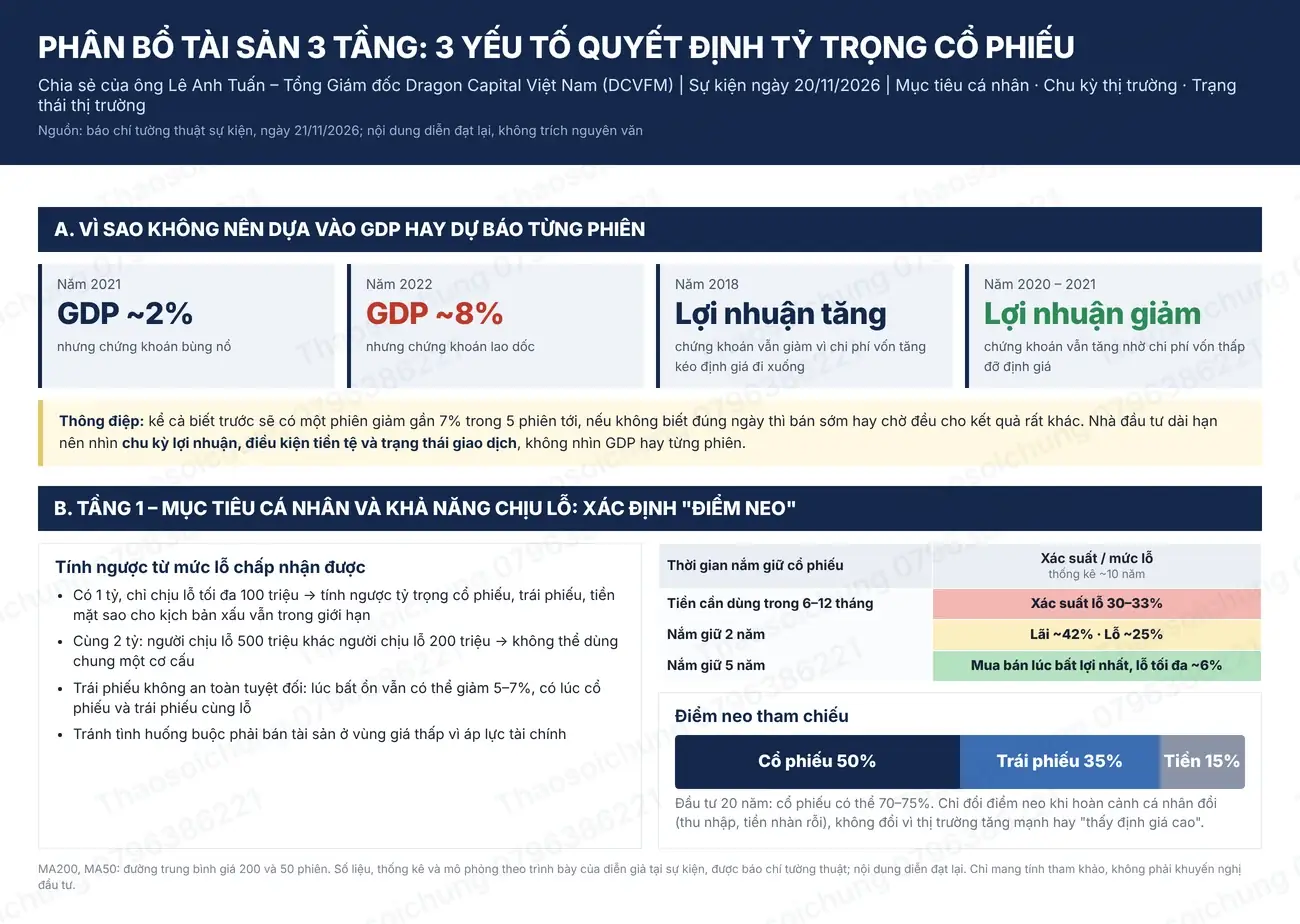 PHÂN BỔ TÀI SẢN 3 TẦNG: 3 YẾU TỐ QUYẾT ĐỊNH TỶ TRỌNG CỔ PHIẾU
Chia sẻ của ông Lê Anh Tuấn – Tổng Giám đốc Dragon Capital Việt Nam (DCVFM) | Sự kiện ngày 20/11/2026 | Mục tiêu cá nhân · Chu kỳ thị trường · Trạng
thái thị trường
Nguồn: báo chí tường thuật sự kiện, ngày 21/11/2026; nội dung diễn đạt lại, không trích nguyên văn
A. VÌ SAO KHÔNG NÊN DỰA VÀO GDP HAY DỰ BÁO TỪNG PHIÊN
Năm 2021
GDP ~2%
nhưng chứng khoán bùng nổ
Năm 2022
GDP ~8%
nhưng chứng khoán lao dốc
Năm 2018
Lợi nhuận tăng
chứng khoán vẫn giảm vì chi phí vốn tăng
kéo định giá đi xuống
Năm 2020 – 2021
Lợi nhuận giảm
chứng khoán vẫn tăng nhờ chi phí vốn thấp
đỡ định giá
Thông điệp: kể cả biết trước sẽ có một phiên giảm gần 7% trong 5 phiên tới, nếu không biết đúng ngày thì bán sớm hay chờ đều cho kết quả rất khác. Nhà đầu tư dài hạn
nên nhìn chu kỳ lợi nhuận, điều kiện tiền tệ và trạng thái giao dịch, không nhìn GDP hay từng phiên.
B. TẦNG 1 – MỤC TIÊU CÁ NHÂN VÀ KHẢ NĂNG CHỊU LỖ: XÁC ĐỊNH "ĐIỂM NEO"
Tính ngược từ mức lỗ chấp nhận được
• Có 1 tỷ, chỉ chịu lỗ tối đa 100 triệu → tính ngược tỷ trọng cổ phiếu, trái phiếu, tiền
mặt sao cho kịch bản xấu vẫn trong giới hạn
• Cùng 2 tỷ: người chịu lỗ 500 triệu khác người chịu lỗ 200 triệu → không thể dùng
chung một cơ cấu
• Trái phiếu không an toàn tuyệt đối: lúc bất ổn vẫn có thể giảm 5–7%, có lúc cổ
phiếu và trái phiếu cùng lỗ
• Tránh tình huống buộc phải bán tài sản ở vùng giá thấp vì áp lực tài chính
Thời gian nắm giữ cổ phiếu
Xác suất / mức lỗ
thống kê ~10 năm
Tiền cần dùng trong 6–12 tháng
Xác suất lỗ 30–33%
Nắm giữ 2 năm
Lãi ~42% · Lỗ ~25%
Nắm giữ 5 năm
Mua bán lúc bất lợi nhất, lỗ tối đa ~6%
Điểm neo tham chiếu
Cổ phiếu 50%
Trái phiếu 35%
Tiền 15%
Đầu tư 20 năm: cổ phiếu có thể 70–75%. Chỉ đổi điểm neo khi hoàn cảnh cá nhân đổi
(thu nhập, tiền nhàn rỗi), không đổi vì thị trường tăng mạnh hay "thấy định giá cao".
MA200, MA50: đường trung bình giá 200 và 50 phiên. Số liệu, thống kê và mô phỏng theo trình bày của diễn giả tại sự kiện, được báo chí tường thuật; nội dung diễn đạt lại. Chỉ mang tính tham khảo, không phải khuyến nghị
đầu tư.
Thaosoichung 0796386221